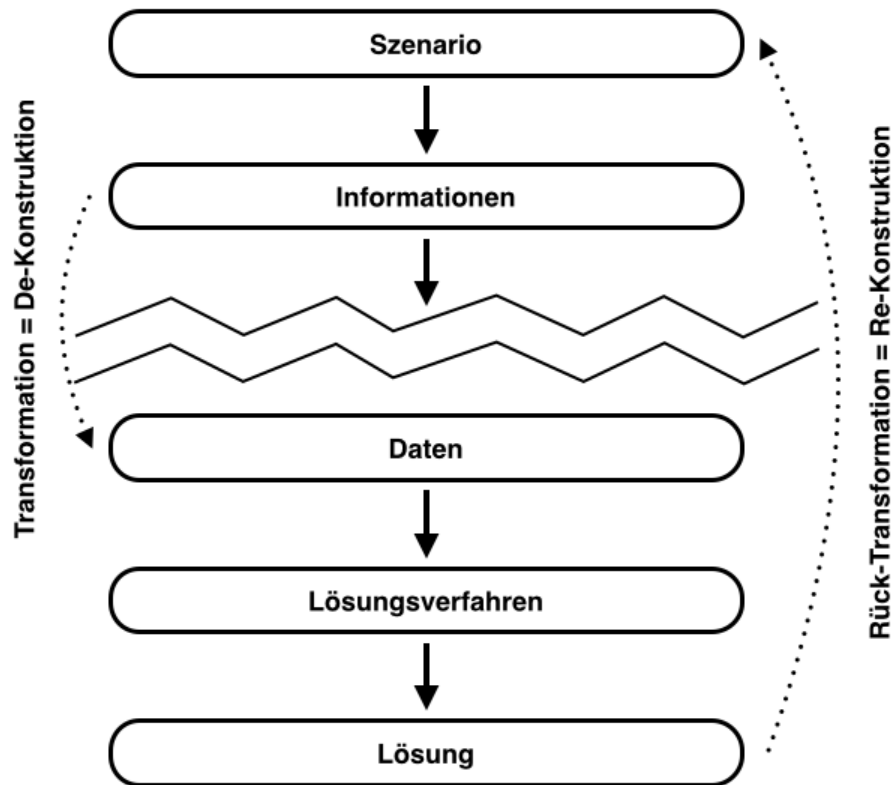 Szenario
Informationen
Transformation = De-Konstruktion
Daten
Lösungsverfahren
Lösung
Rück-Transformation = Re-Konstruktion